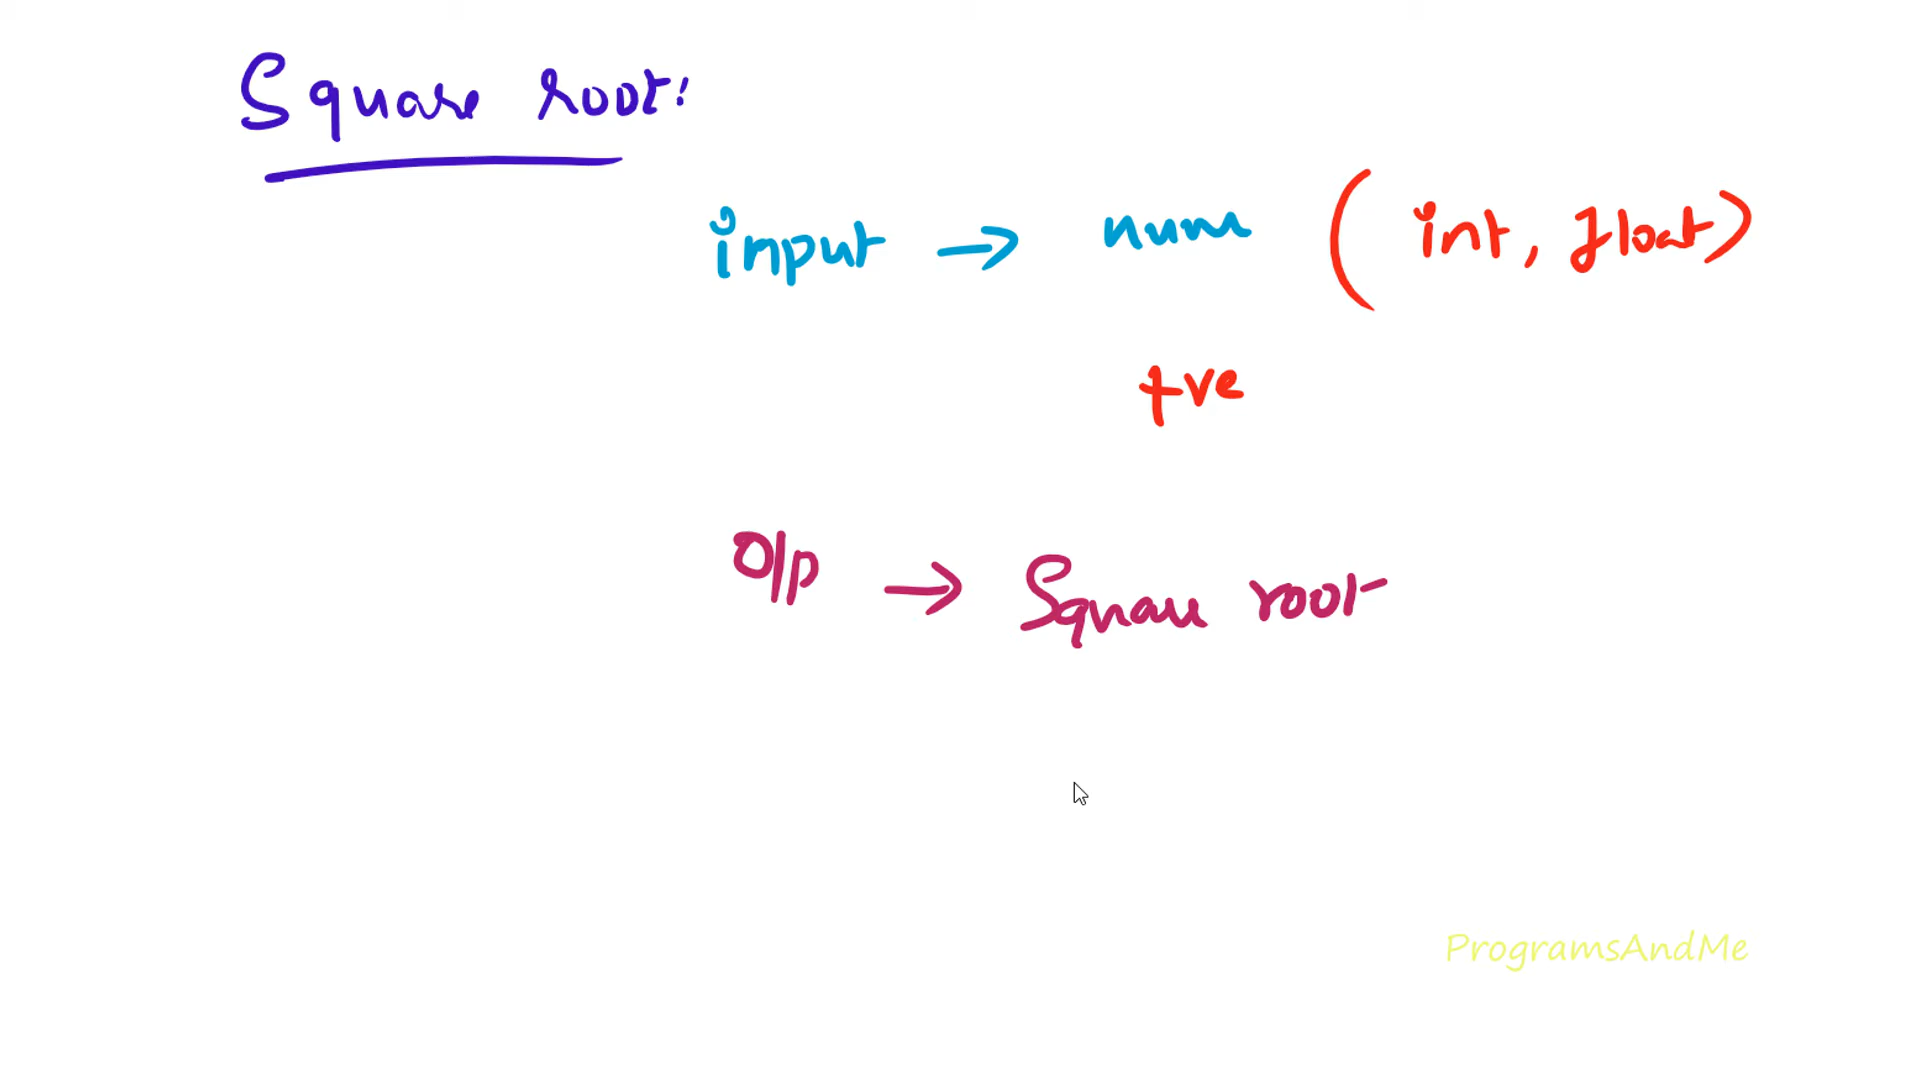 Square root:
input → num (int, float)
+ve
O/p → Square root
ProgramsAndMe